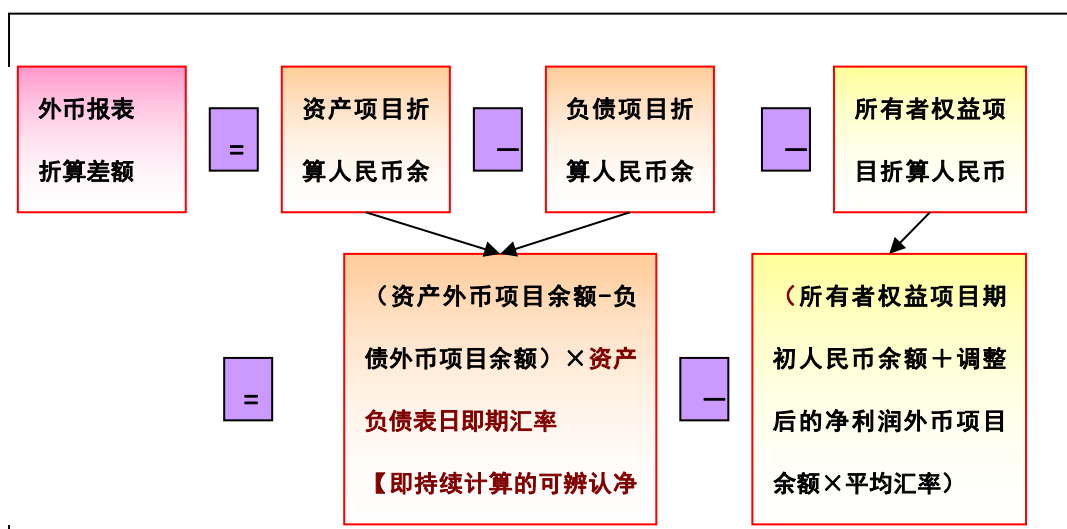 外币报表
折算差额
=
资产项目折
算人民币余
－
负债项目折
算人民币余
－
所有者权益项
目折算人民币
=
（资产外币项目余额-负
债外币项目余额）×资产
负债表日即期汇率
【即持续计算的可辨认净
－
（所有者权益项目期
初人民币余额＋调整
后的净利润外币项目
余额×平均汇率）